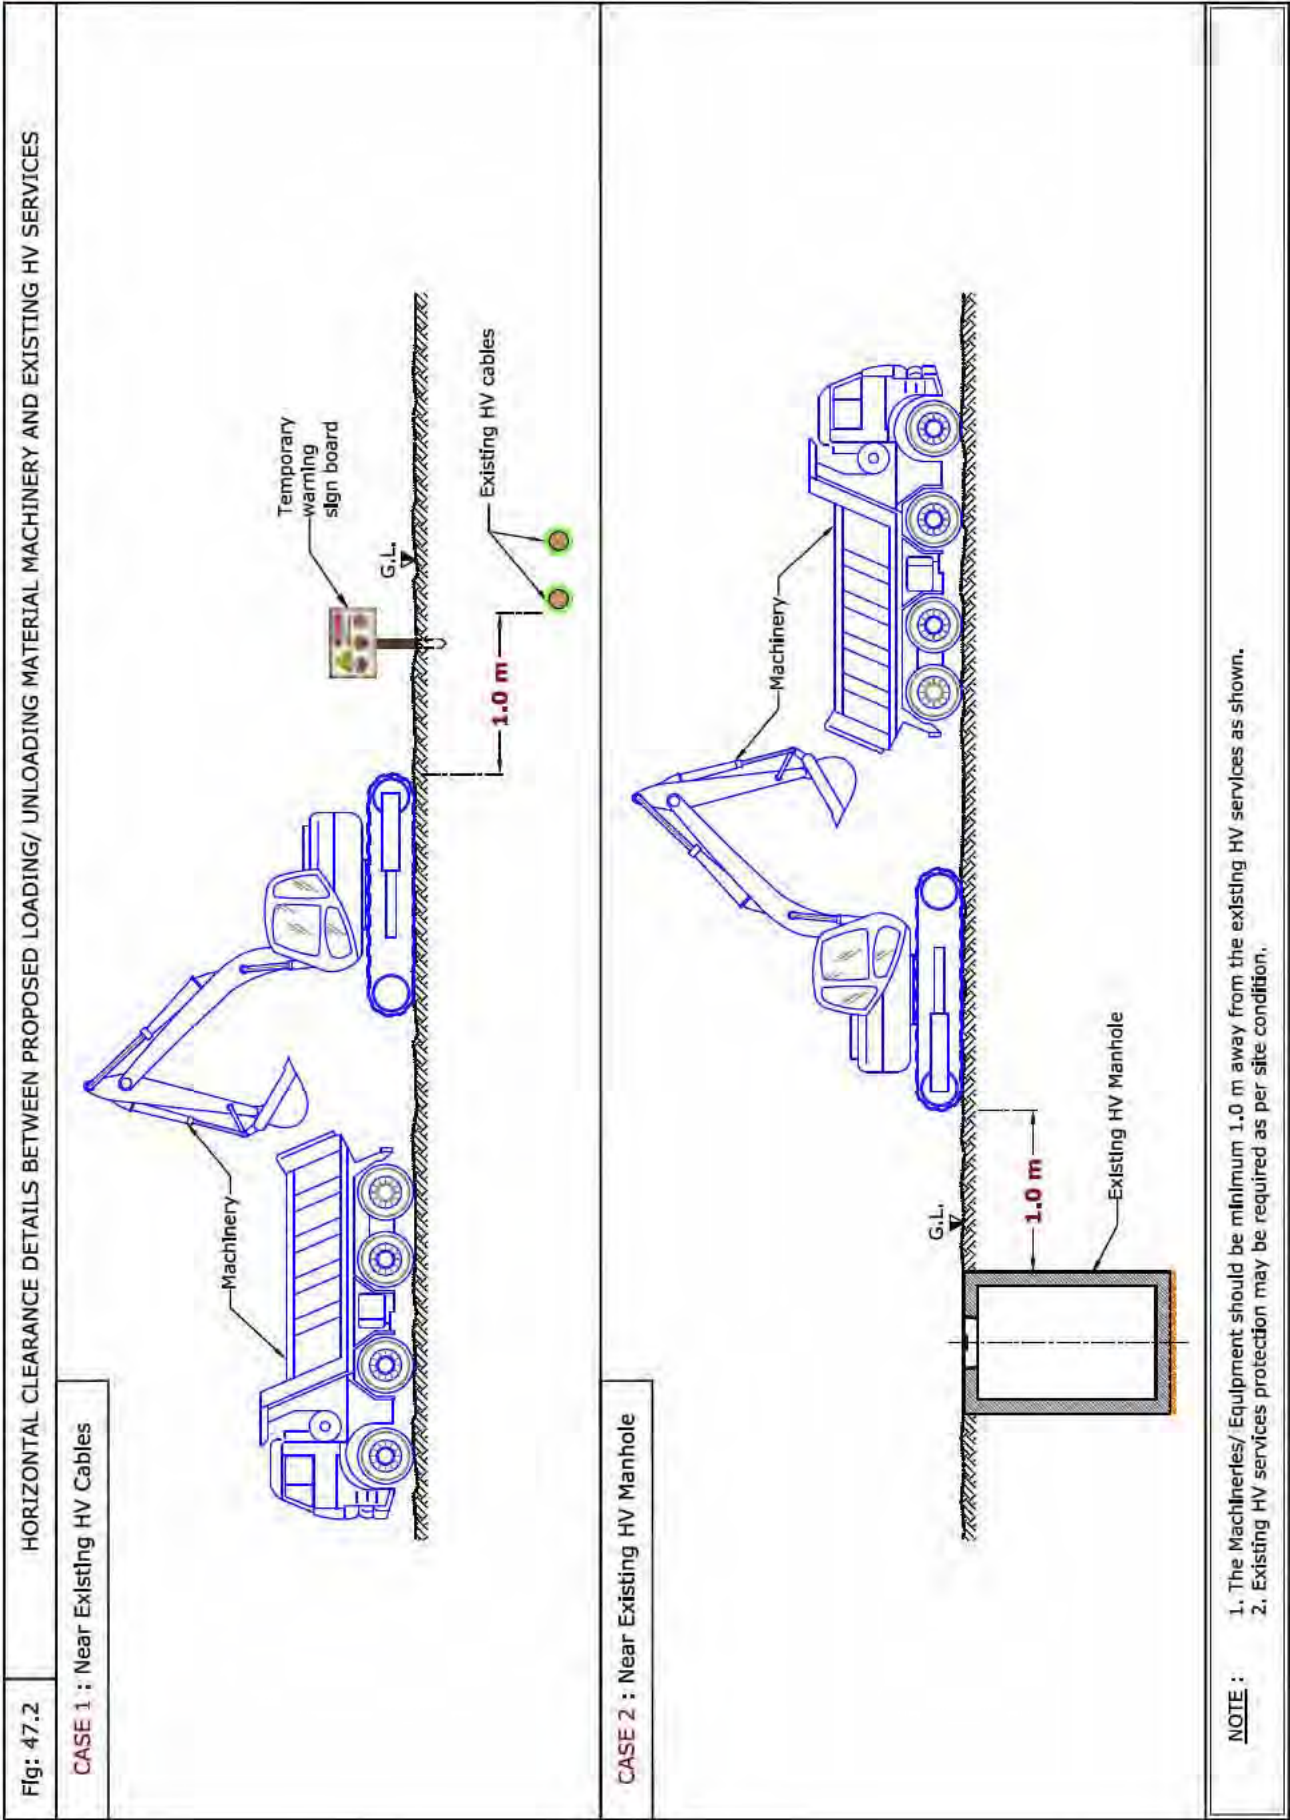 Fig: 47.2
HORIZONTAL CLEARANCE DETAILS BETWEEN PROPOSED LOADING/ UNLOADING MATERIAL MACHINERY AND EXISTING HV SERVICES
CASE 1 : Near Existing HV Cables
Machinery
Temporary
warning
sign board
G.L.
1.0 m
Existing HV cables
CASE 2 : Near Existing HV Manhole
Machinery
G.L.
1.0 m
Existing HV Manhole
NOTE :
1. The Machineries/ Equipment should be minimum 1.0 m away from the existing HV services as shown.
2. Existing HV services protection may be required as per site condition.